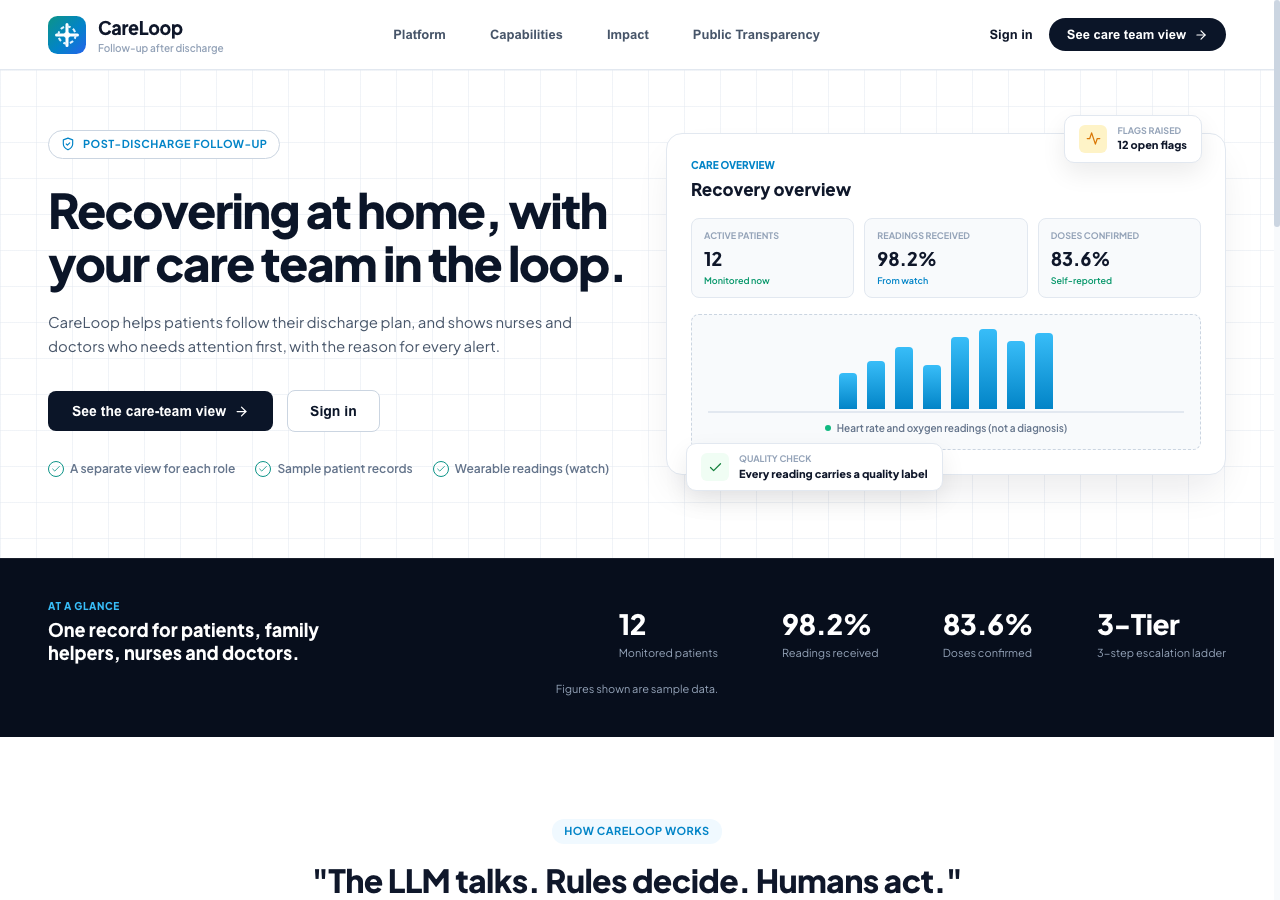 CareLoop
Follow-up after discharge
Platform
Capabilities
Impact
Public Transparency
Sign in
See care team view
POST-DISCHARGE FOLLOW-UP
Recovering at home, with
your care team in the loop.
CareLoop helps patients follow their discharge plan, and shows nurses and
doctors who needs attention first, with the reason for every alert.
See the care-team view
Sign in
A separate view for each role
Sample patient records
Wearable readings (watch)
FLAGS RAISED
12 open flags
CARE OVERVIEW
Recovery overview
ACTIVE PATIENTS
12
Monitored now
READINGS RECEIVED
98.2%
From watch
DOSES CONFIRMED
83.6%
Self-reported
Heart rate and oxygen readings (not a diagnosis)
QUALITY CHECK
Every reading carries a quality label
AT A GLANCE
One record for patients, family
helpers, nurses and doctors.
12
Monitored patients
98.2%
Readings received
83.6%
Doses confirmed
3-Tier
3-step escalation ladder
Figures shown are sample data.
HOW CARELOOP WORKS
"The LLM talks. Rules decide. Humans act."